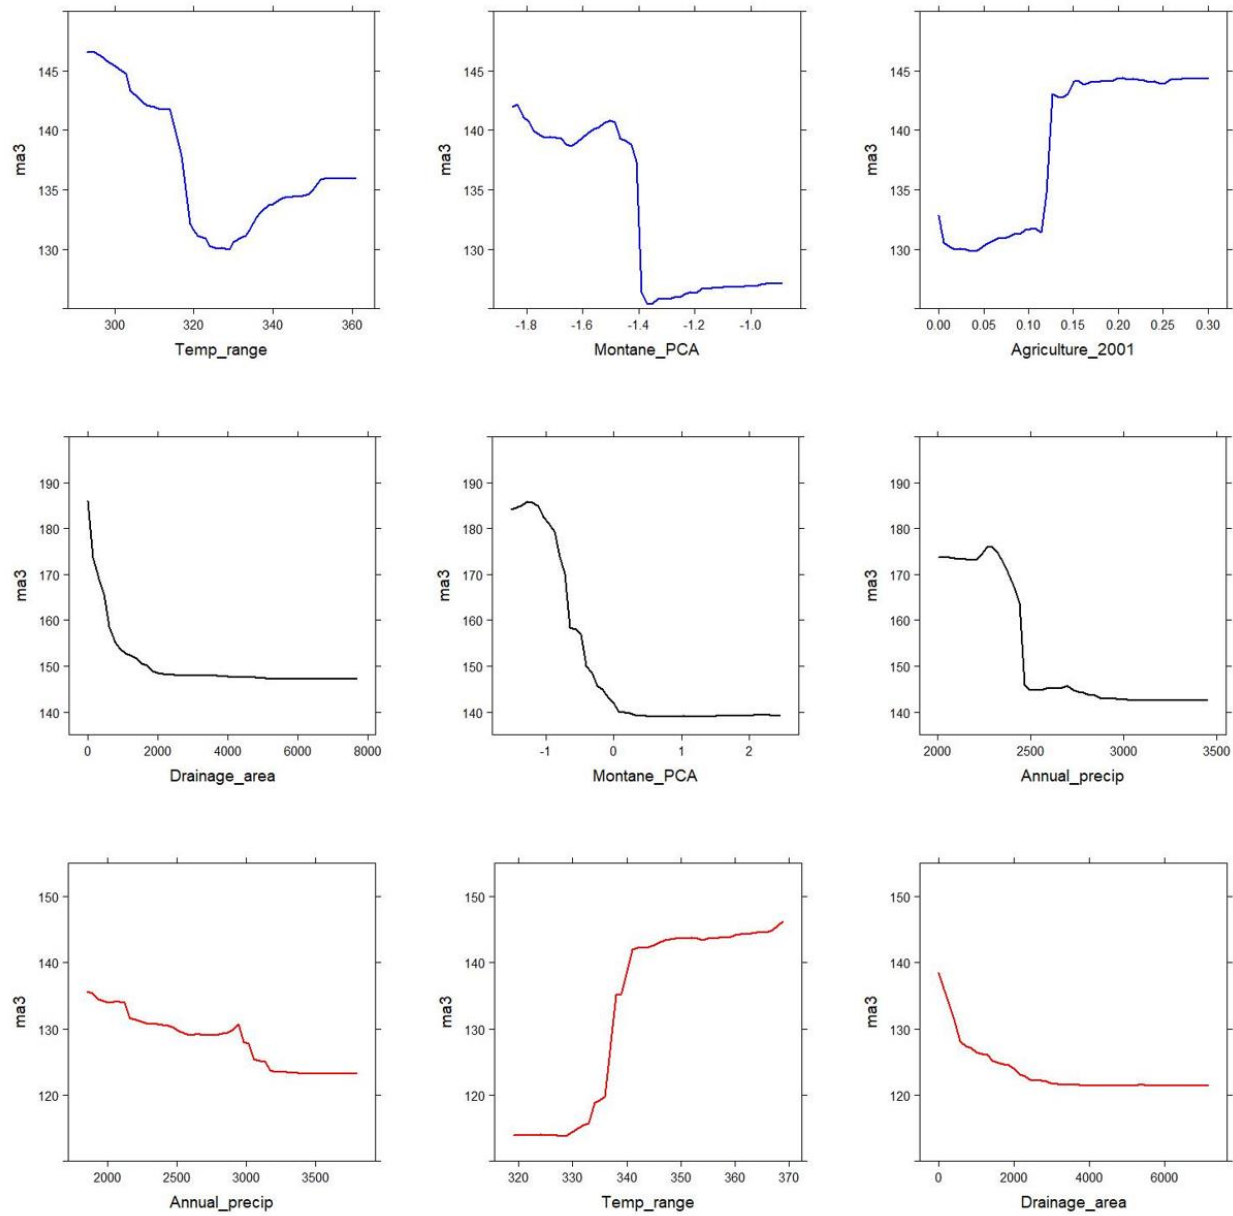 145
140
135
130
ma3
300 320 340 360
Temp_range
145
140
135
130
ma3
-1.8 -1.6 -1.4 -1.2 -1.0
Montane_PCA
145
140
135
130
ma3
0.00 0.05 0.10 0.15 0.20 0.25 0.30
Agriculture_2001
190
180
170
160
150
140
ma3
0 2000 4000 6000 8000
Drainage_area
190
180
170
160
150
140
ma3
-1 0 1 2
Montane_PCA
190
180
170
160
150
140
ma3
2000 2500 3000 3500
Annual_precip
150
140
130
120
ma3
2000 2500 3000 3500
Annual_precip
150
140
130
120
ma3
320 330 340 350 360 370
Temp_range
150
140
130
120
ma3
0 2000 4000 6000
Drainage_area